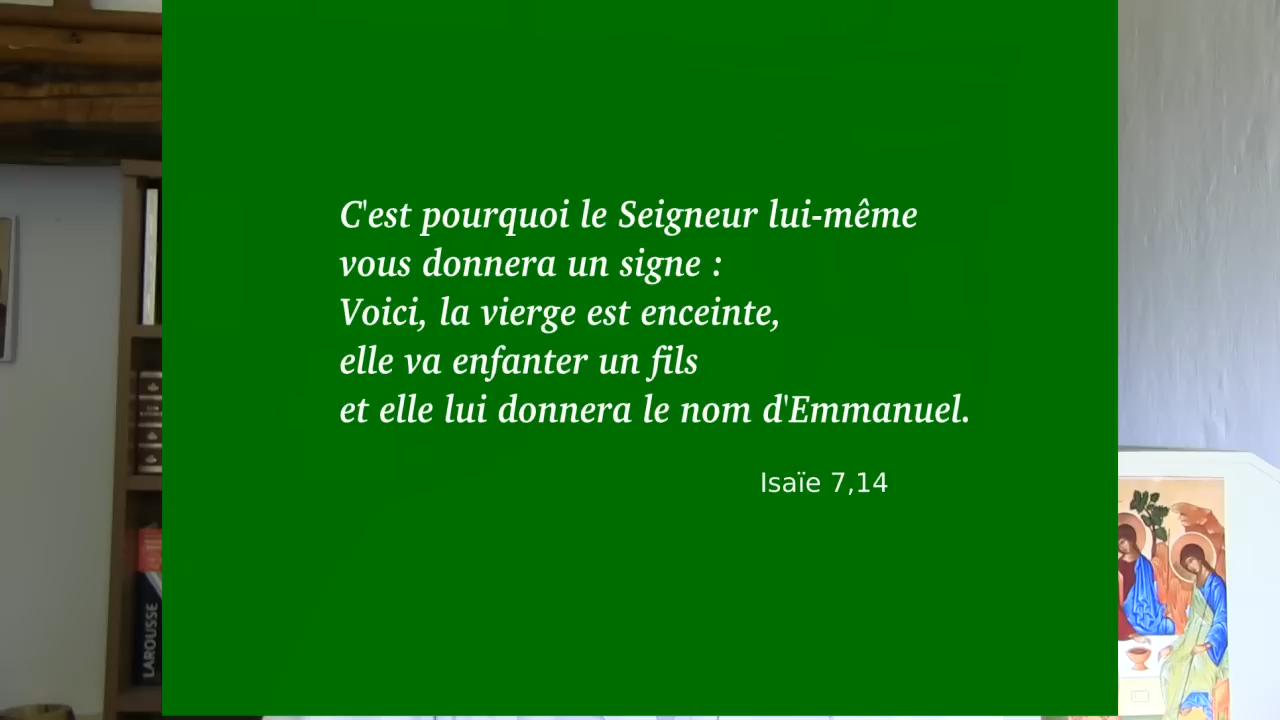 C'est pourquoi le Seigneur lui-même
vous donnera un signe :
Voici, la vierge est enceinte,
elle va enfanter un fils
et elle lui donnera le nom d'Emmanuel.
Isaïe 7,14
LAROUSSE